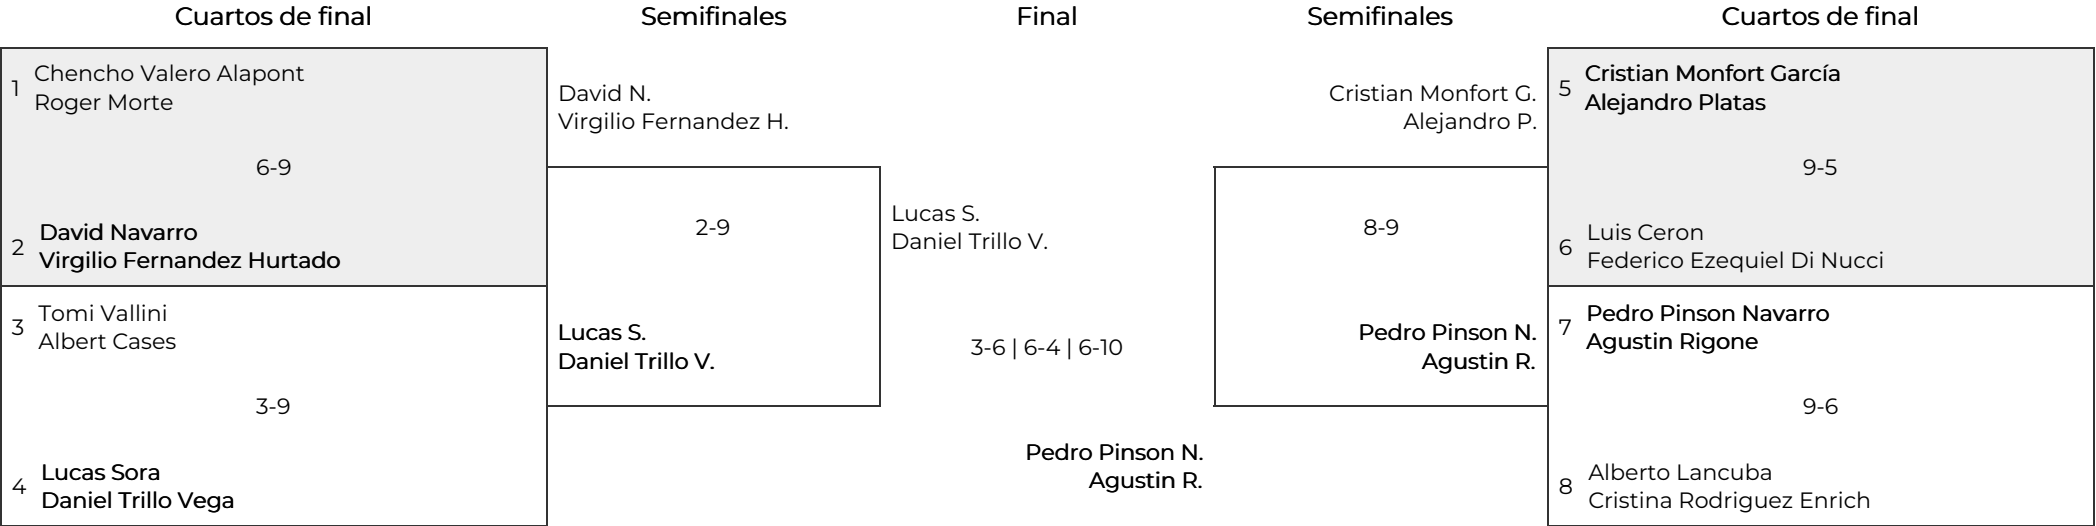 Cuartos de final
Semifinales
Final
Semifinales
Cuartos de final
1
Chencho Valero Alapont
Roger Morte
6-9
2
David Navarro
Virgilio Fernandez Hurtado
3
Tomi Vallini
Albert Cases
3-9
4
Lucas Sora
Daniel Trillo Vega
David N.
Virgilio Fernandez H.
2-9
Lucas S.
Daniel Trillo V.
Lucas S.
Daniel Trillo V.
3-6 | 6-4 | 6-10
Pedro Pinson N.
Agustin R.
Cristian Monfort G.
Alejandro P.
8-9
Pedro Pinson N.
Agustin R.
5
Cristian Monfort García
Alejandro Platas
9-5
6
Luis Ceron
Federico Ezequiel Di Nucci
7
Pedro Pinson Navarro
Agustin Rigone
9-6
8
Alberto Lancuba
Cristina Rodriguez Enrich